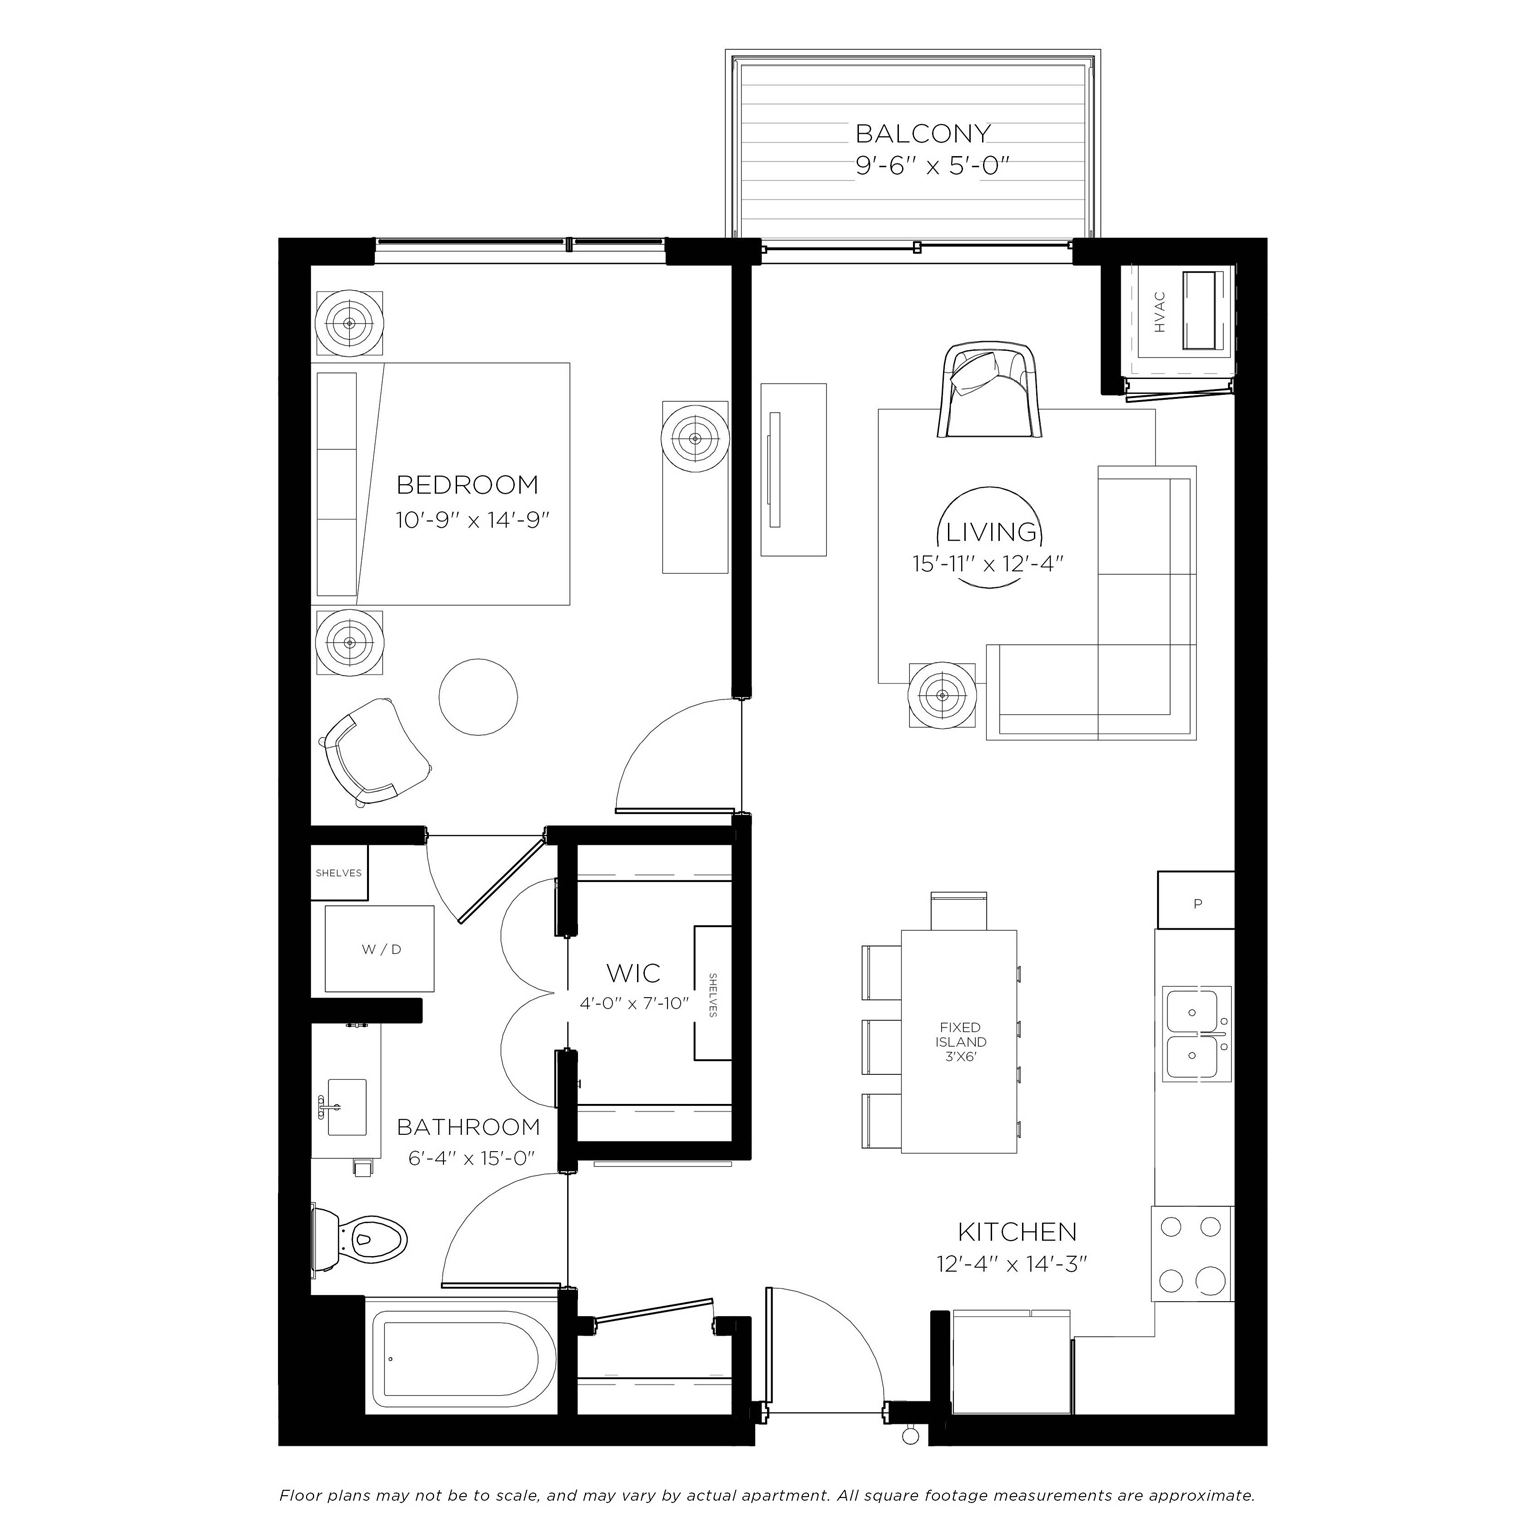 BALCONY
9'-6" x 5'-0"
HVAC
BEDROOM
10'-9" x 14'-9"
LIVING
15'-11" x 12'-4"
SHELVES
W / D
WIC
4'-0" x 7'-10"
SHELVES
P
FIXED
ISLAND
3'X6'
BATHROOM
6'-4" x 15'-0"
KITCHEN
12'-4" x 14'-3"
Floor plans may not be to scale, and may vary by actual apartment. All square footage measurements are approximate.